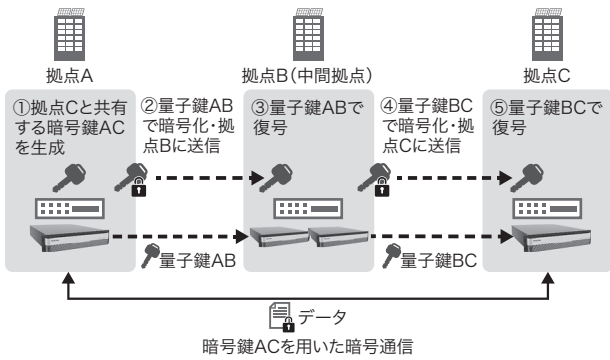 拠点A
拠点B(中間拠点)
拠点C
①拠点Cと共有
する暗号鍵AC
を生成
②量子鍵AB
で暗号化・拠
点Bに送信
③量子鍵ABで
復号
④量子鍵BC
で暗号化・拠
点Cに送信
⑤量子鍵BCで
復号
量子鍵AB
量子鍵BC
データ
暗号鍵ACを用いた暗号通信